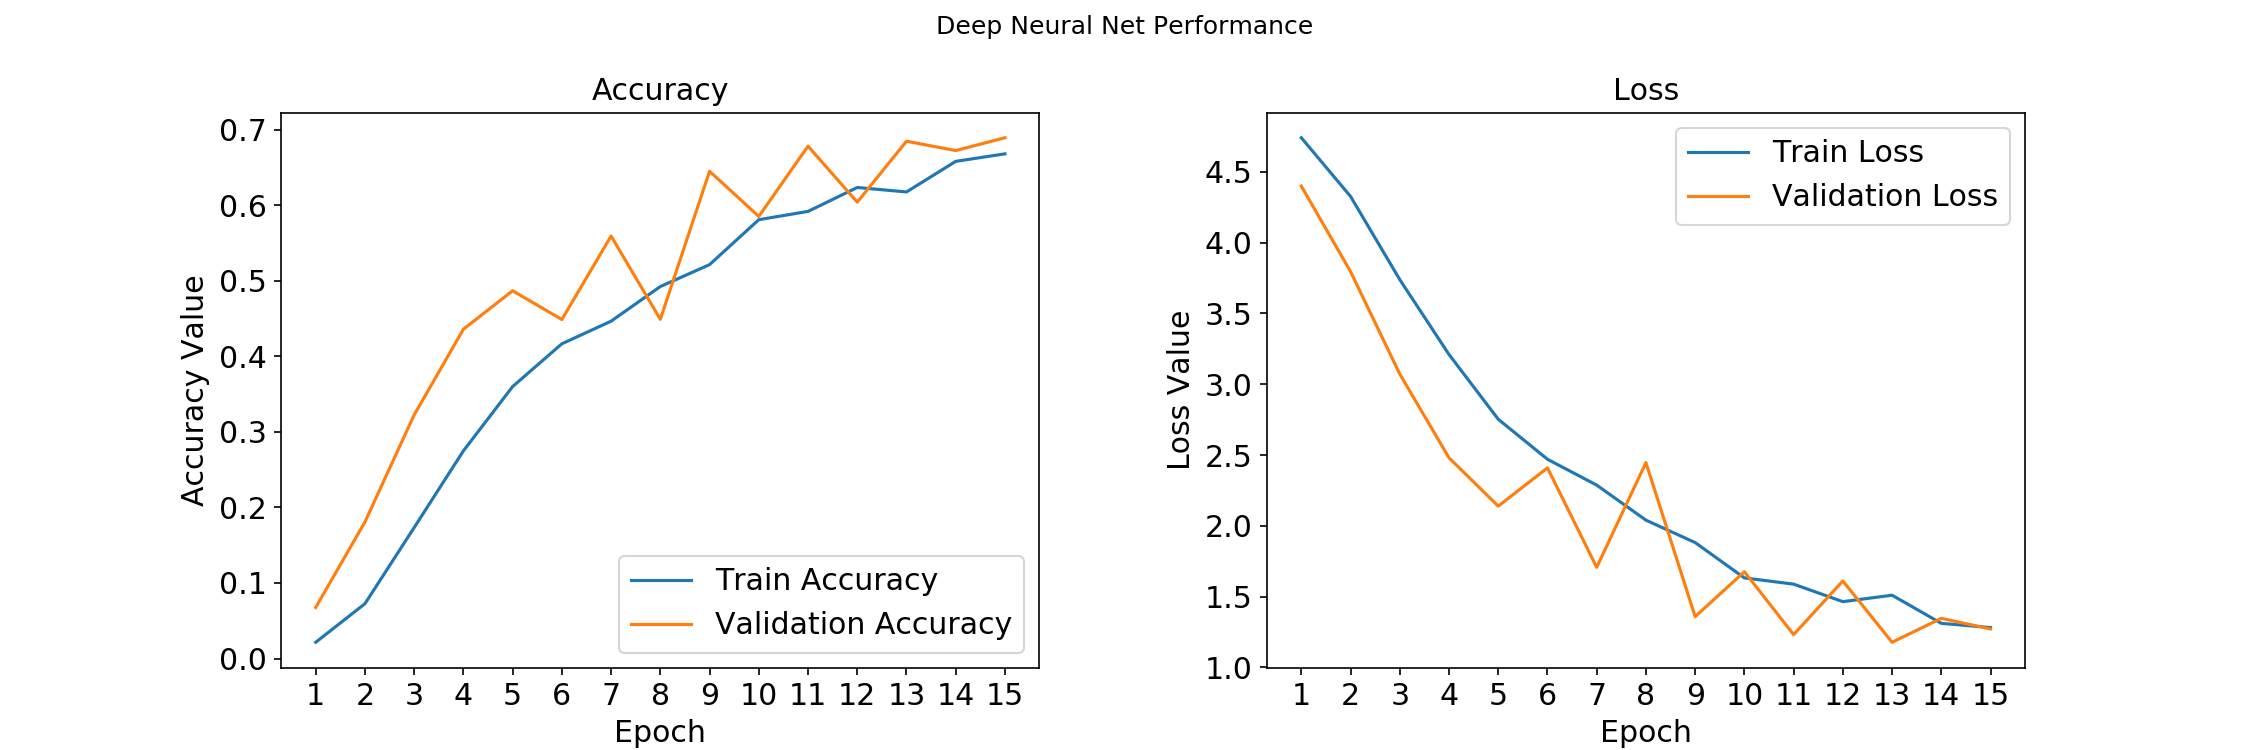 Deep Neural Net Performance
Accuracy
Accuracy Value
0.7
0.6
0.5
0.4
0.3
0.2
0.1
0.0
Train Accuracy
Validation Accuracy
1 2 3 4 5 6 7 8 9 10 11 12 13 14 15
Epoch
Loss
Loss Value
4.5
4.0
3.5
3.0
2.5
2.0
1.5
1.0
Train Loss
Validation Loss
1 2 3 4 5 6 7 8 9 10 11 12 13 14 15
Epoch